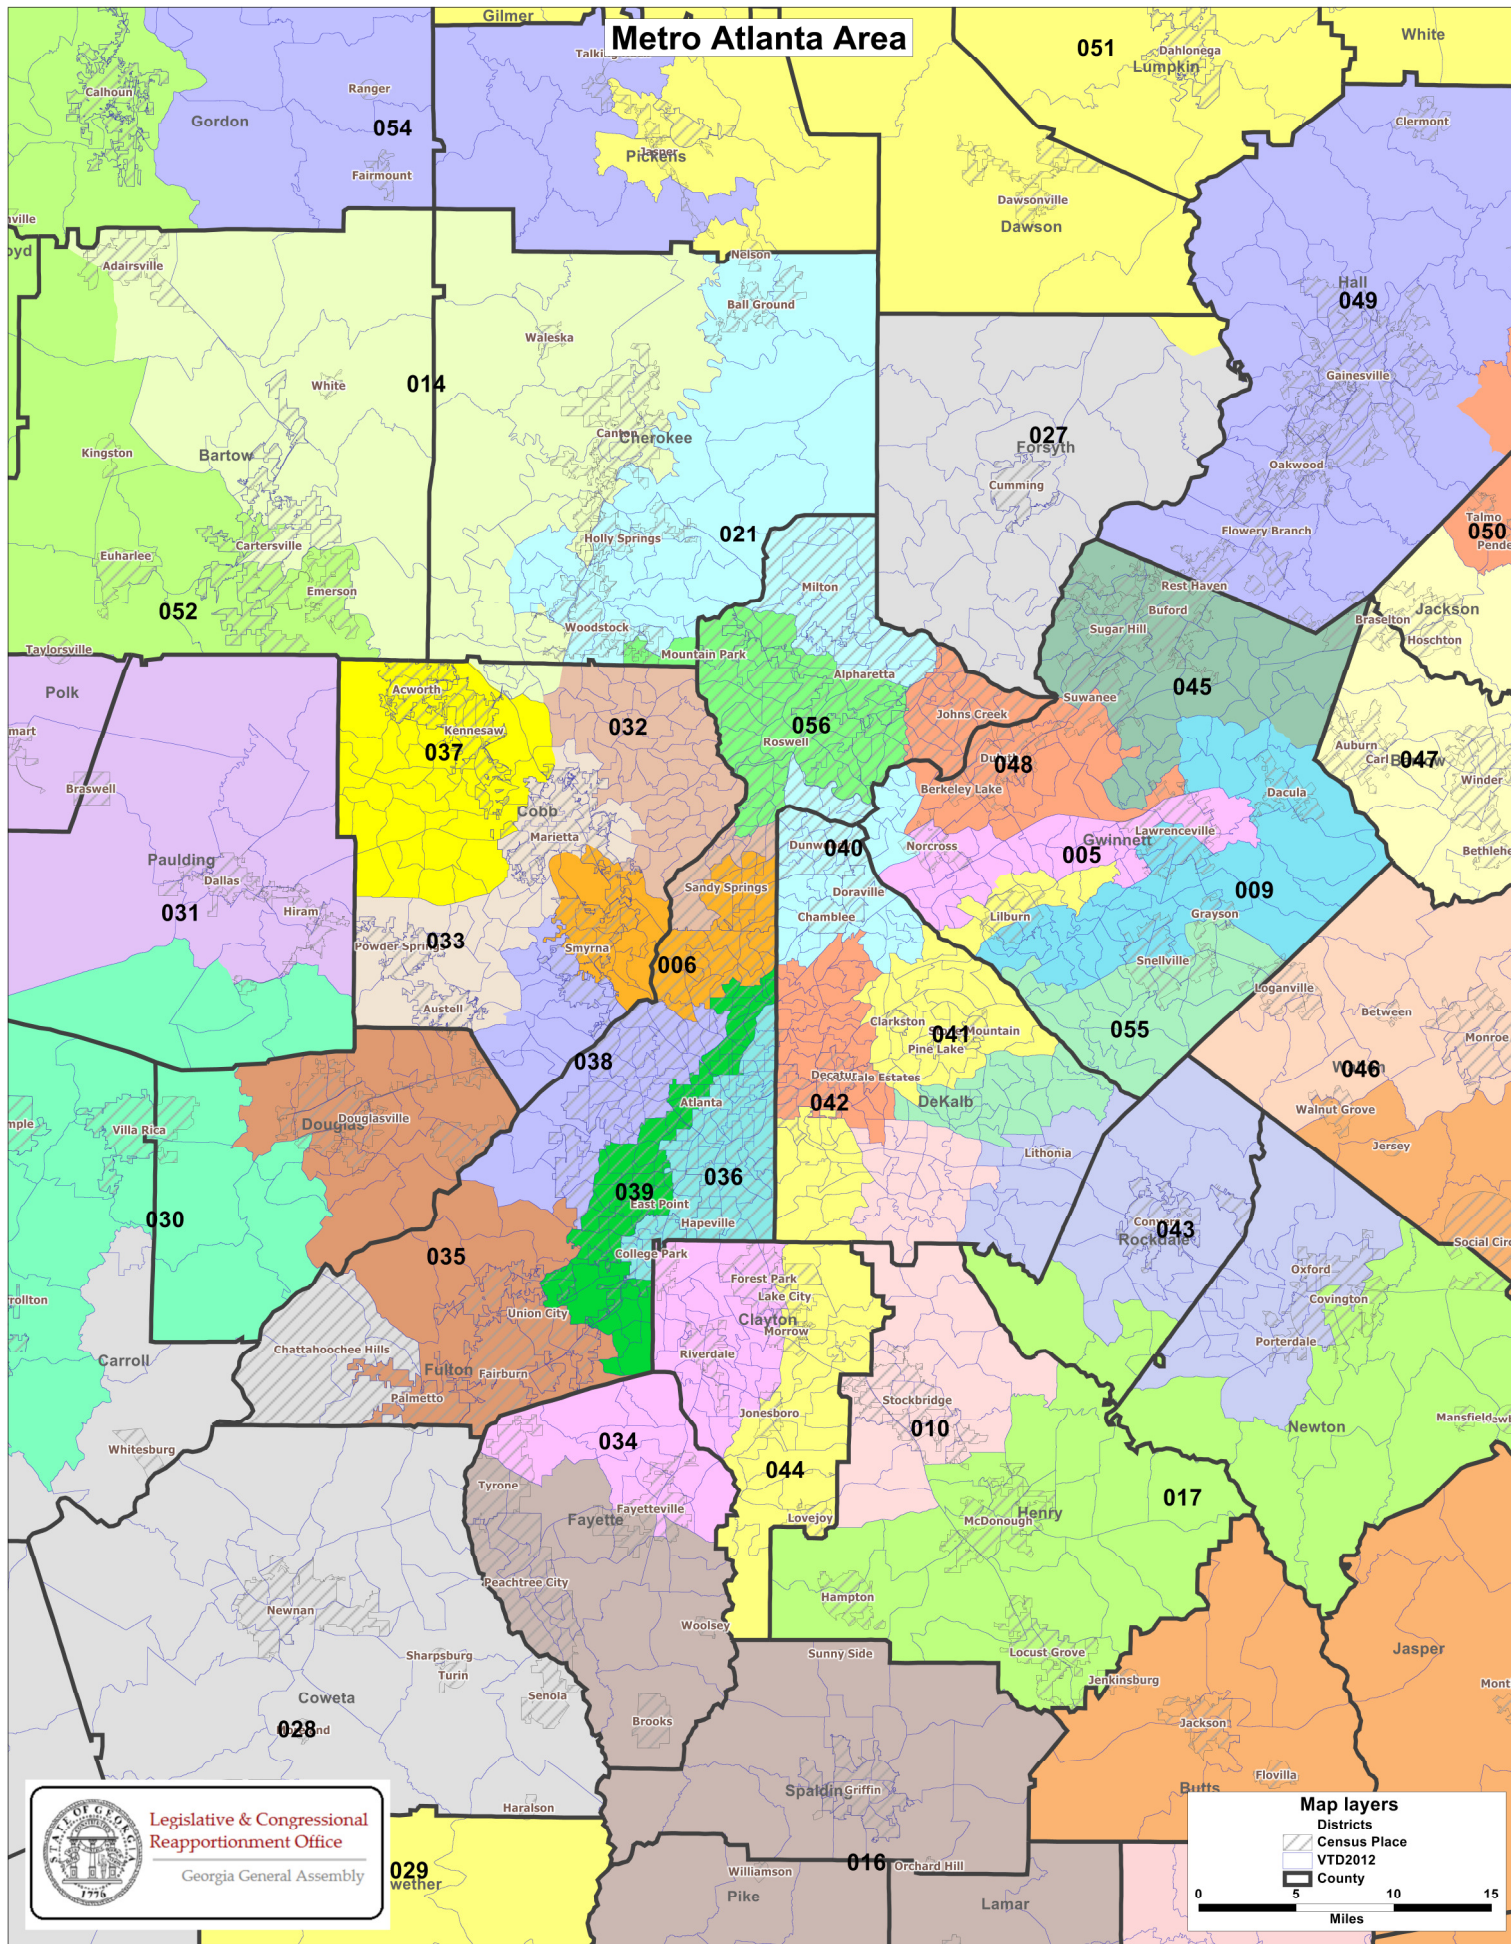 Gilmer
Metro Atlanta Area
White
051
Dahlonega
Lumpkin
Calhoun
Ranger
Gordon
054
Clermont
Jasper
Pickens
Fairmount
Dawsonville
Dawson
Adairsville
Nelson
Ball Ground
Hall
049
Waleska
White
014
Gainesville
Canton
Cherokee
027
Forsyth
Kingston
Bartow
Oakwood
Cumming
Talmo
050
Holly Springs
021
Flowery Branch
Cartersville
Euharlee
Emerson
052
Milton
Rest Haven
Buford
Sugar Hill
Jackson
Braselton
Hoschton
Woodstock
Mountain Park
Taylorsville
Alpharetta
Polk
Acworth
Suwanee
045
Johns Creek
032
056
Kennesaw
037
Roswell
048
Auburn
Carl
047
Winder
Braswell
Berkeley Lake
Dacula
Cobb
Marietta
Lawrenceville
Gwinnett
Norcross
040
005
Paulding
Dallas
Sandy Springs
Doraville
009
031
Hiram
Chamblee
Lilburn
Grayson
Powder Springs
033
Smyrna
006
Snellville
Loganville
Austell
Clarkston
Stone Mountain
041
Pine Lake
055
Between
Monroe
038
046
Decatur
Atlanta
042
DeKalb
Walnut Grove
Villa Rica
Douglas
Douglasville
Jersey
Lithonia
036
039
East Point
Hapeville
030
043
Rockdale
College Park
035
Social Circ
Forest Park
Lake City
Oxford
Covington
Union City
Clayton
Morrow
Porterdale
Carroll
Chattahoochee Hills
Riverdale
Fulton
Fairburn
Palmetto
Stockbridge
Jonesboro
010
Newton
Mansfield
034
Whitesburg
044
Tyrone
017
Fayetteville
Fayette
Lovejoy
McDonough
Henry
Peachtree City
Hampton
Newnan
Woolsey
Sunny Side
Locust Grove
Jenkinsburg
Jasper
Sharpsburg
Turin
Senoia
Coweta
028
Brooks
Jackson
Flovilla
Spalding
Griffin
Butts
Haralson
STATE OF GEORGIA
1776
Legislative & Congressional
Reapportionment Office
Georgia General Assembly
029
Williamson
016
Orchard Hill
Pike
Lamar
Map layers
Districts
Census Place
VTD2012
County
0 5 10 15
Miles